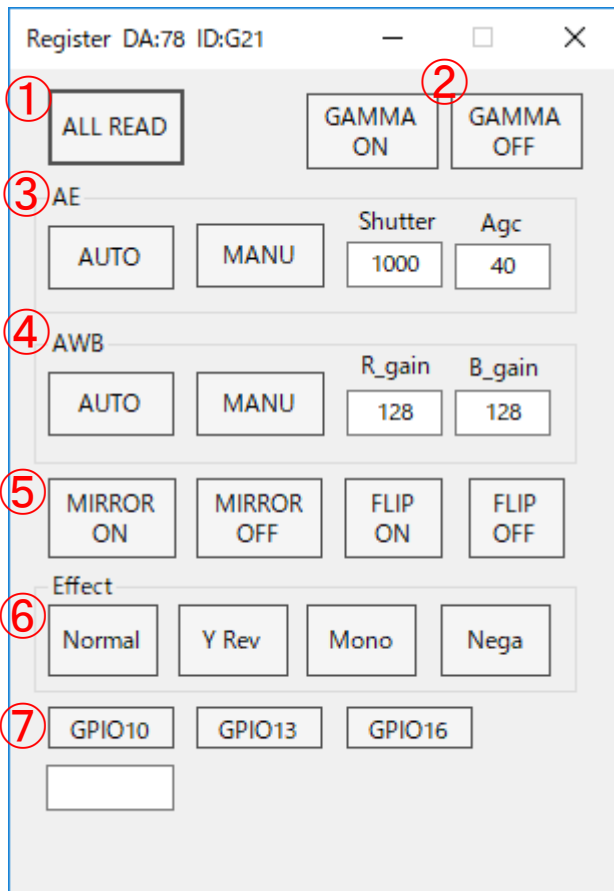 Register DA:78 ID:G21
① ②
ALL READ GAMMA ON GAMMA OFF
③ AE
Shutter Agc
AUTO MANU 1000 40
④ AWB
R_gain B_gain
AUTO MANU 128 128
⑤ MIRROR ON MIRROR OFF FLIP ON FLIP OFF
Effect
⑥ Normal Y Rev Mono Nega
⑦ GPIO10 GPIO13 GPIO16